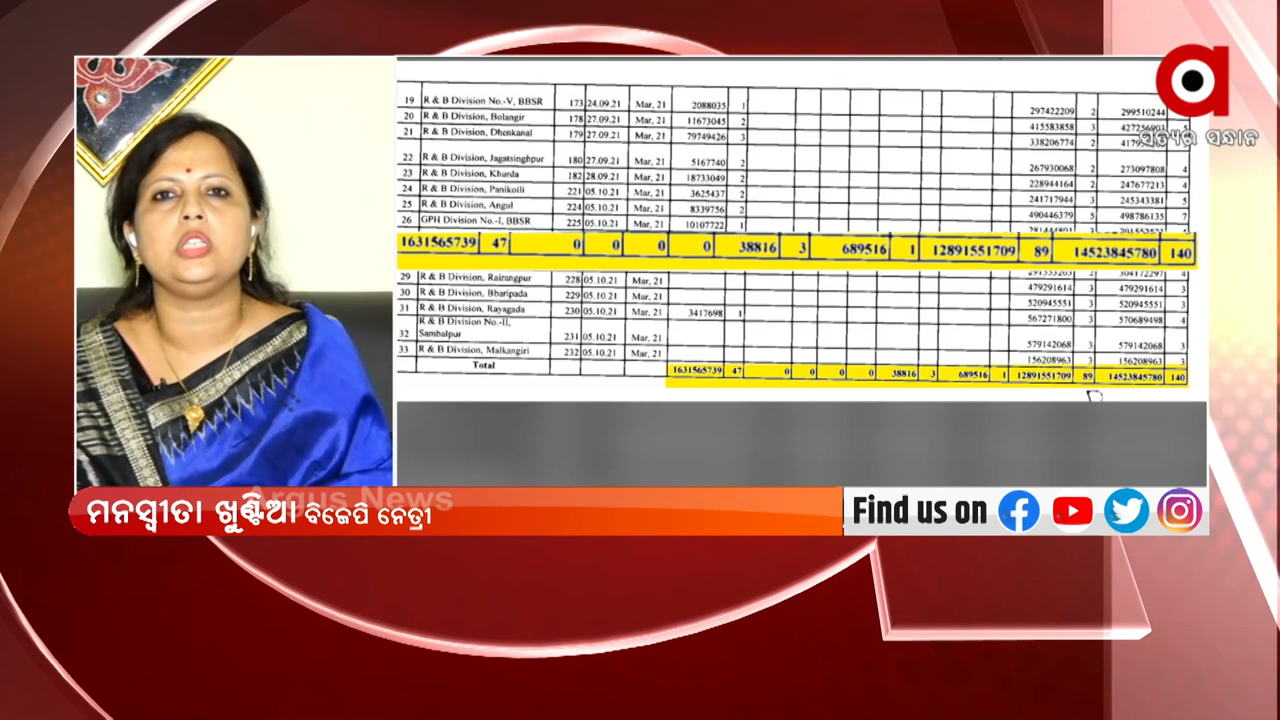 19 R & B Division No.-V, BBSR 173 24.09.21 Mar, 21 2088035 1 297422209 2 299510244
20 R & B Division, Bolangir 178 27.09.21 Mar, 21 11673045 2 415583858 3
21 R & B Division, Dhenkanal 179 27.09.21 Mar, 21 79749426 3 338206774 2
22 R & B Division, Jagatsinghpur 180 27.09.21 Mar, 21 5167740 2 267930068 2 273097808 4
23 R & B Division, Khurda 182 28.09.21 Mar, 21 18733049 2 228944164 2 247677213 4
24 R & B Division, Panikoili 221 05.10.21 Mar, 21 3625437 2 241717944 3 245343381 5
25 R & B Division, Angul 224 05.10.21 Mar, 21 8339756 2 490446379 5 498786135 7
26 GPH Division No.-I, BBSR 225 05.10.21 Mar, 21 10107722 1
1631565739 47 0 0 0 0 38816 3 689516 1 12891551709 89 14523845780 140
29 R & B Division, Rairangpur 228 05.10.21 Mar, 21
30 R & B Division, Bharipada 229 05.10.21 Mar, 21 479291614 3 479291614 3
31 R & B Division, Rayagada 230 05.10.21 Mar, 21 3417698 1 520945551 3 520945551 3
R & B Division No.-II, 567271800 3 570689498 4
32 Sambalpur 231 05.10.21 Mar, 21 579142068 3 579142068 3
33 R & B Division, Malkangiri 232 05.10.21 Mar, 21 156208963 3 156208963 3
Total 1631565739 47 0 0 0 0 38816 3 689516 1 12891551709 89 14523845780 140
a
ସତ୍ୟର ସନ୍ଧାନ
Argus News
ମନସ୍ୱୀତା ଖୁଣ୍ଟିଆ ବିଜେପି ନେତ୍ରୀ
Find us on